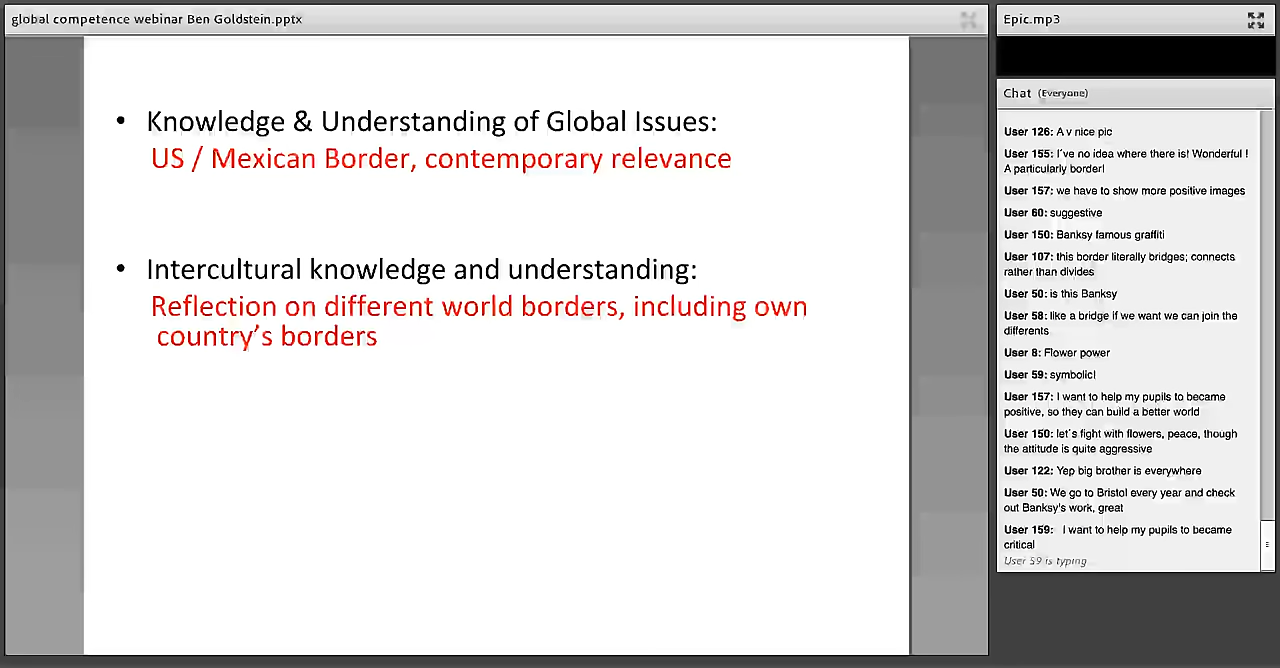 global competence webinar Ben Goldstein.pptx
• Knowledge & Understanding of Global Issues:
US / Mexican Border, contemporary relevance
• Intercultural knowledge and understanding:
Reflection on different world borders, including own
country's borders
Epic.mp3
Chat (Everyone)
User 126: A v nice pic
User 155: I´ve no idea where there is! Wonderful !
A particularly border!
User 157: we have to show more positive images
User 60: suggestive
User 150: Banksy famous graffiti
User 107: this border literally bridges; connects
rather than divides
User 50: is this Banksy
User 58: like a bridge if we want we can join the
differents
User 8: Flower power
User 59: symbolic!
User 157: I want to help my pupils to became
positive, so they can build a better world
User 150: let´s fight with flowers, peace, though
the attitude is quite aggressive
User 122: Yep big brother is everywhere
User 50: We go to Bristol every year and check
out Banksy's work, great
User 159: I want to help my pupils to became
critical
User 59 is typing